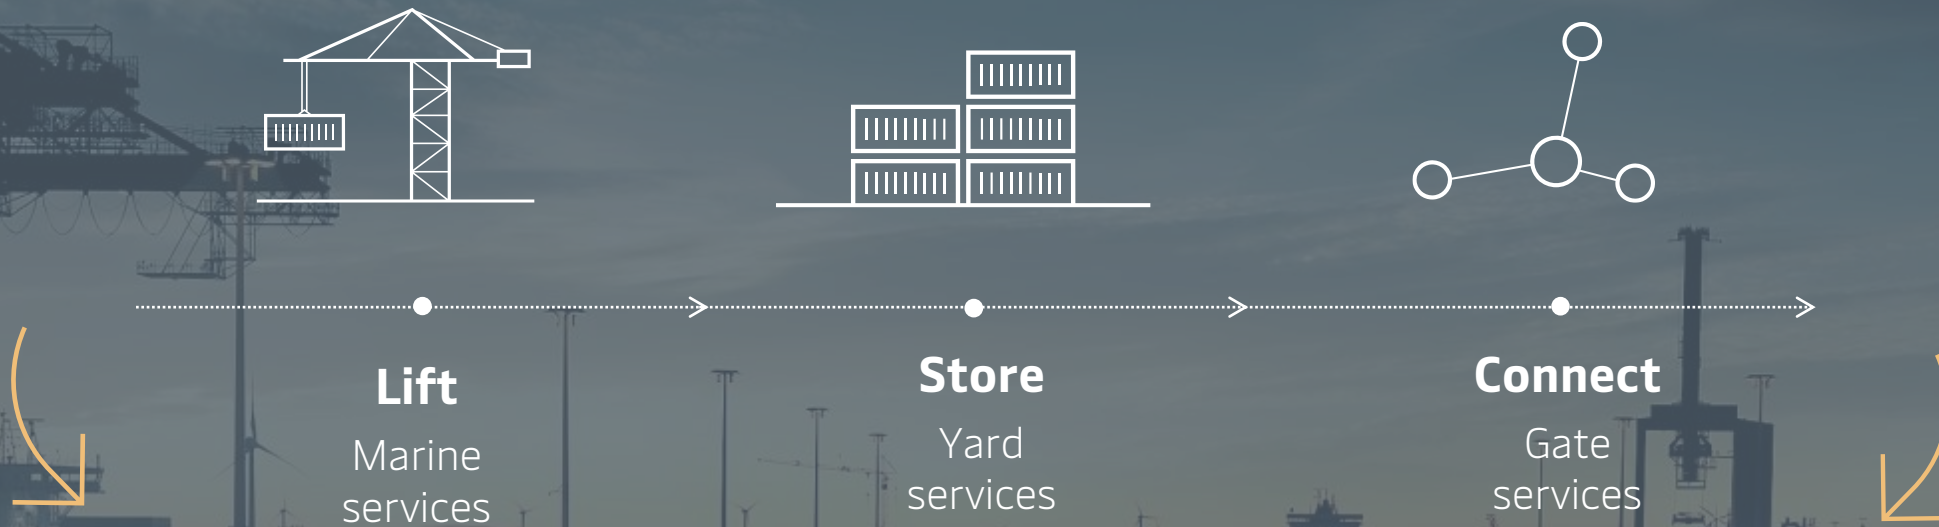 Lift
Marine
services
Store
Yard
services
Connect
Gate
services